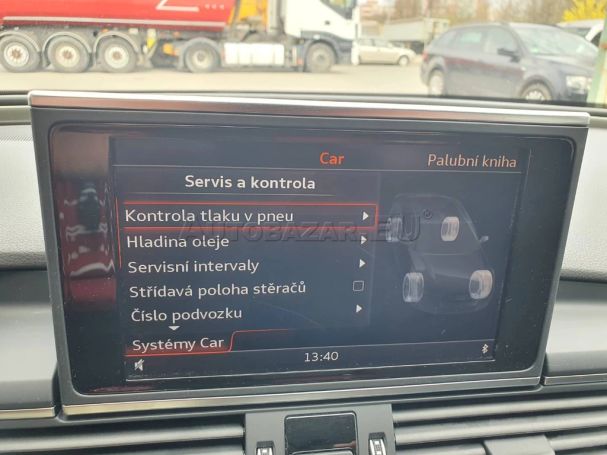 Car
Palubní kniha
Servis a kontrola
Kontrola tlaku v pneu
AUTOBAZAR.EU
Hladina oleje
Servisní intervaly
Střídavá poloha stěračů
Číslo podvozku
Systémy Car
13:40